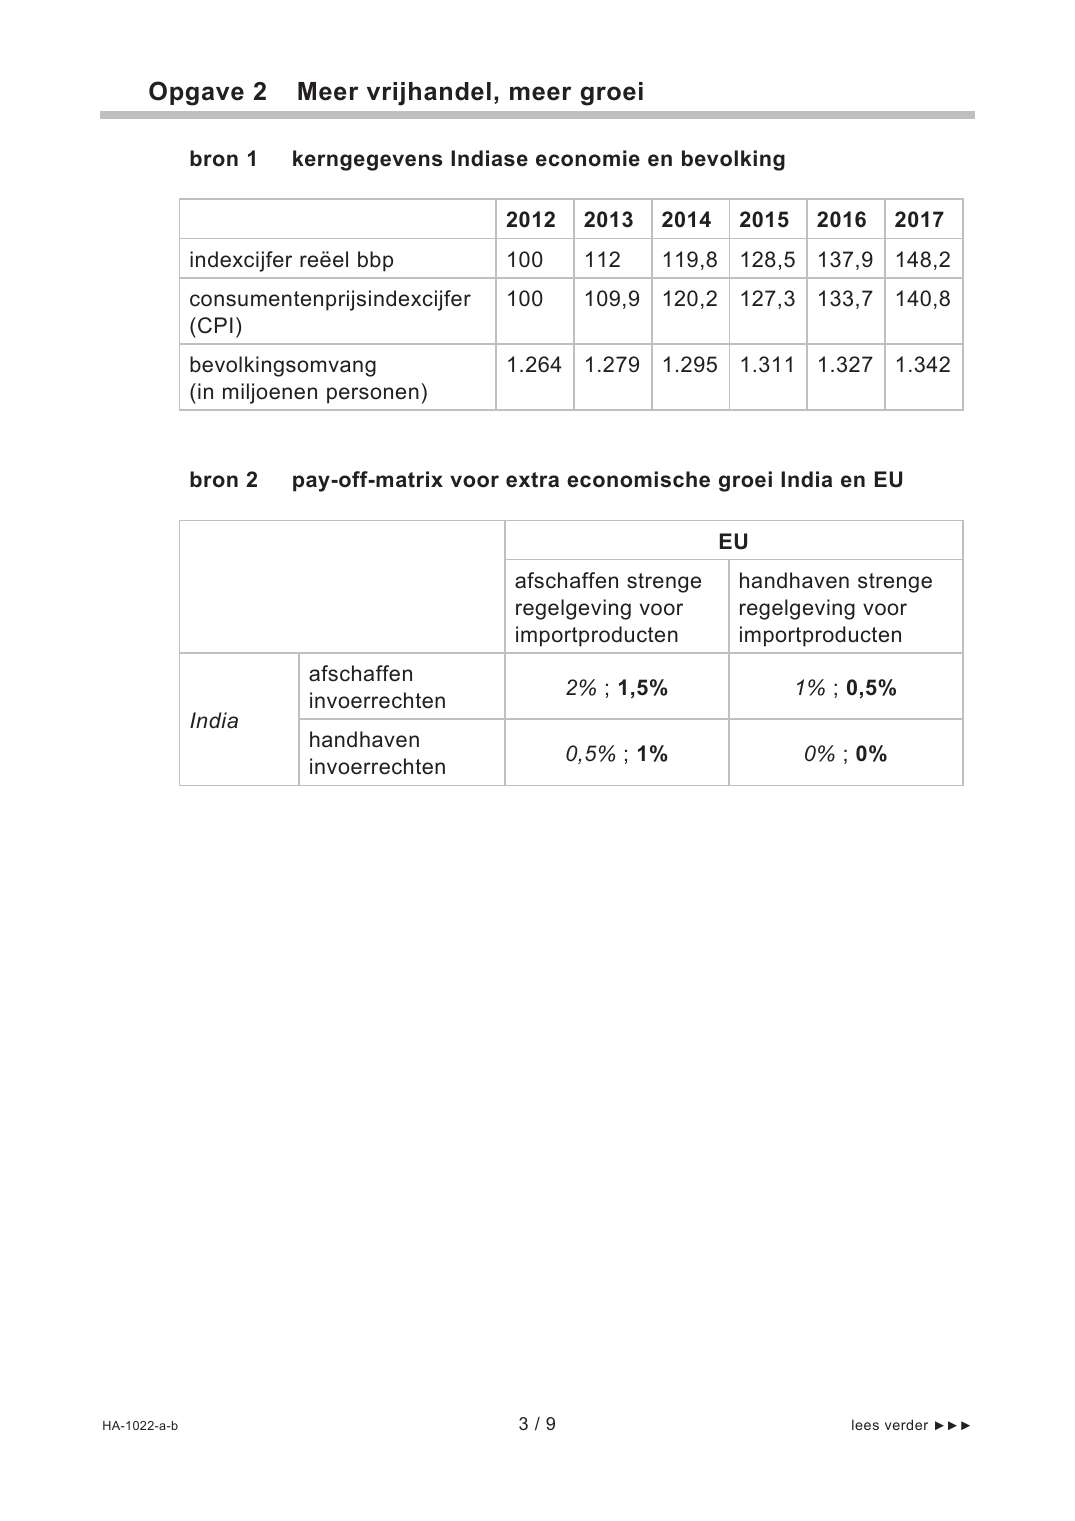 Opgave 2 Meer vrijhandel, meer groei
bron 1 kerngegevens Indiase economie en bevolking
2012 2013 2014 2015 2016 2017
indexcijfer reëel bbp 100 112 119,8 128,5 137,9 148,2
consumentenprijsindexcijfer 100 109,9 120,2 127,3 133,7 140,8
(CPI)
bevolkingsomvang 1.264 1.279 1.295 1.311 1.327 1.342
(in miljoenen personen)
bron 2 pay-off-matrix voor extra economische groei India en EU
EU
afschaffen strenge handhaven strenge
regelgeving voor regelgeving voor
importproducten importproducten
India
afschaffen
invoerrechten
2% ; 1,5% 1% ; 0,5%
handhaven
invoerrechten
0,5% ; 1% 0% ; 0%
HA-1022-a-b 3 / 9 lees verder ►►►